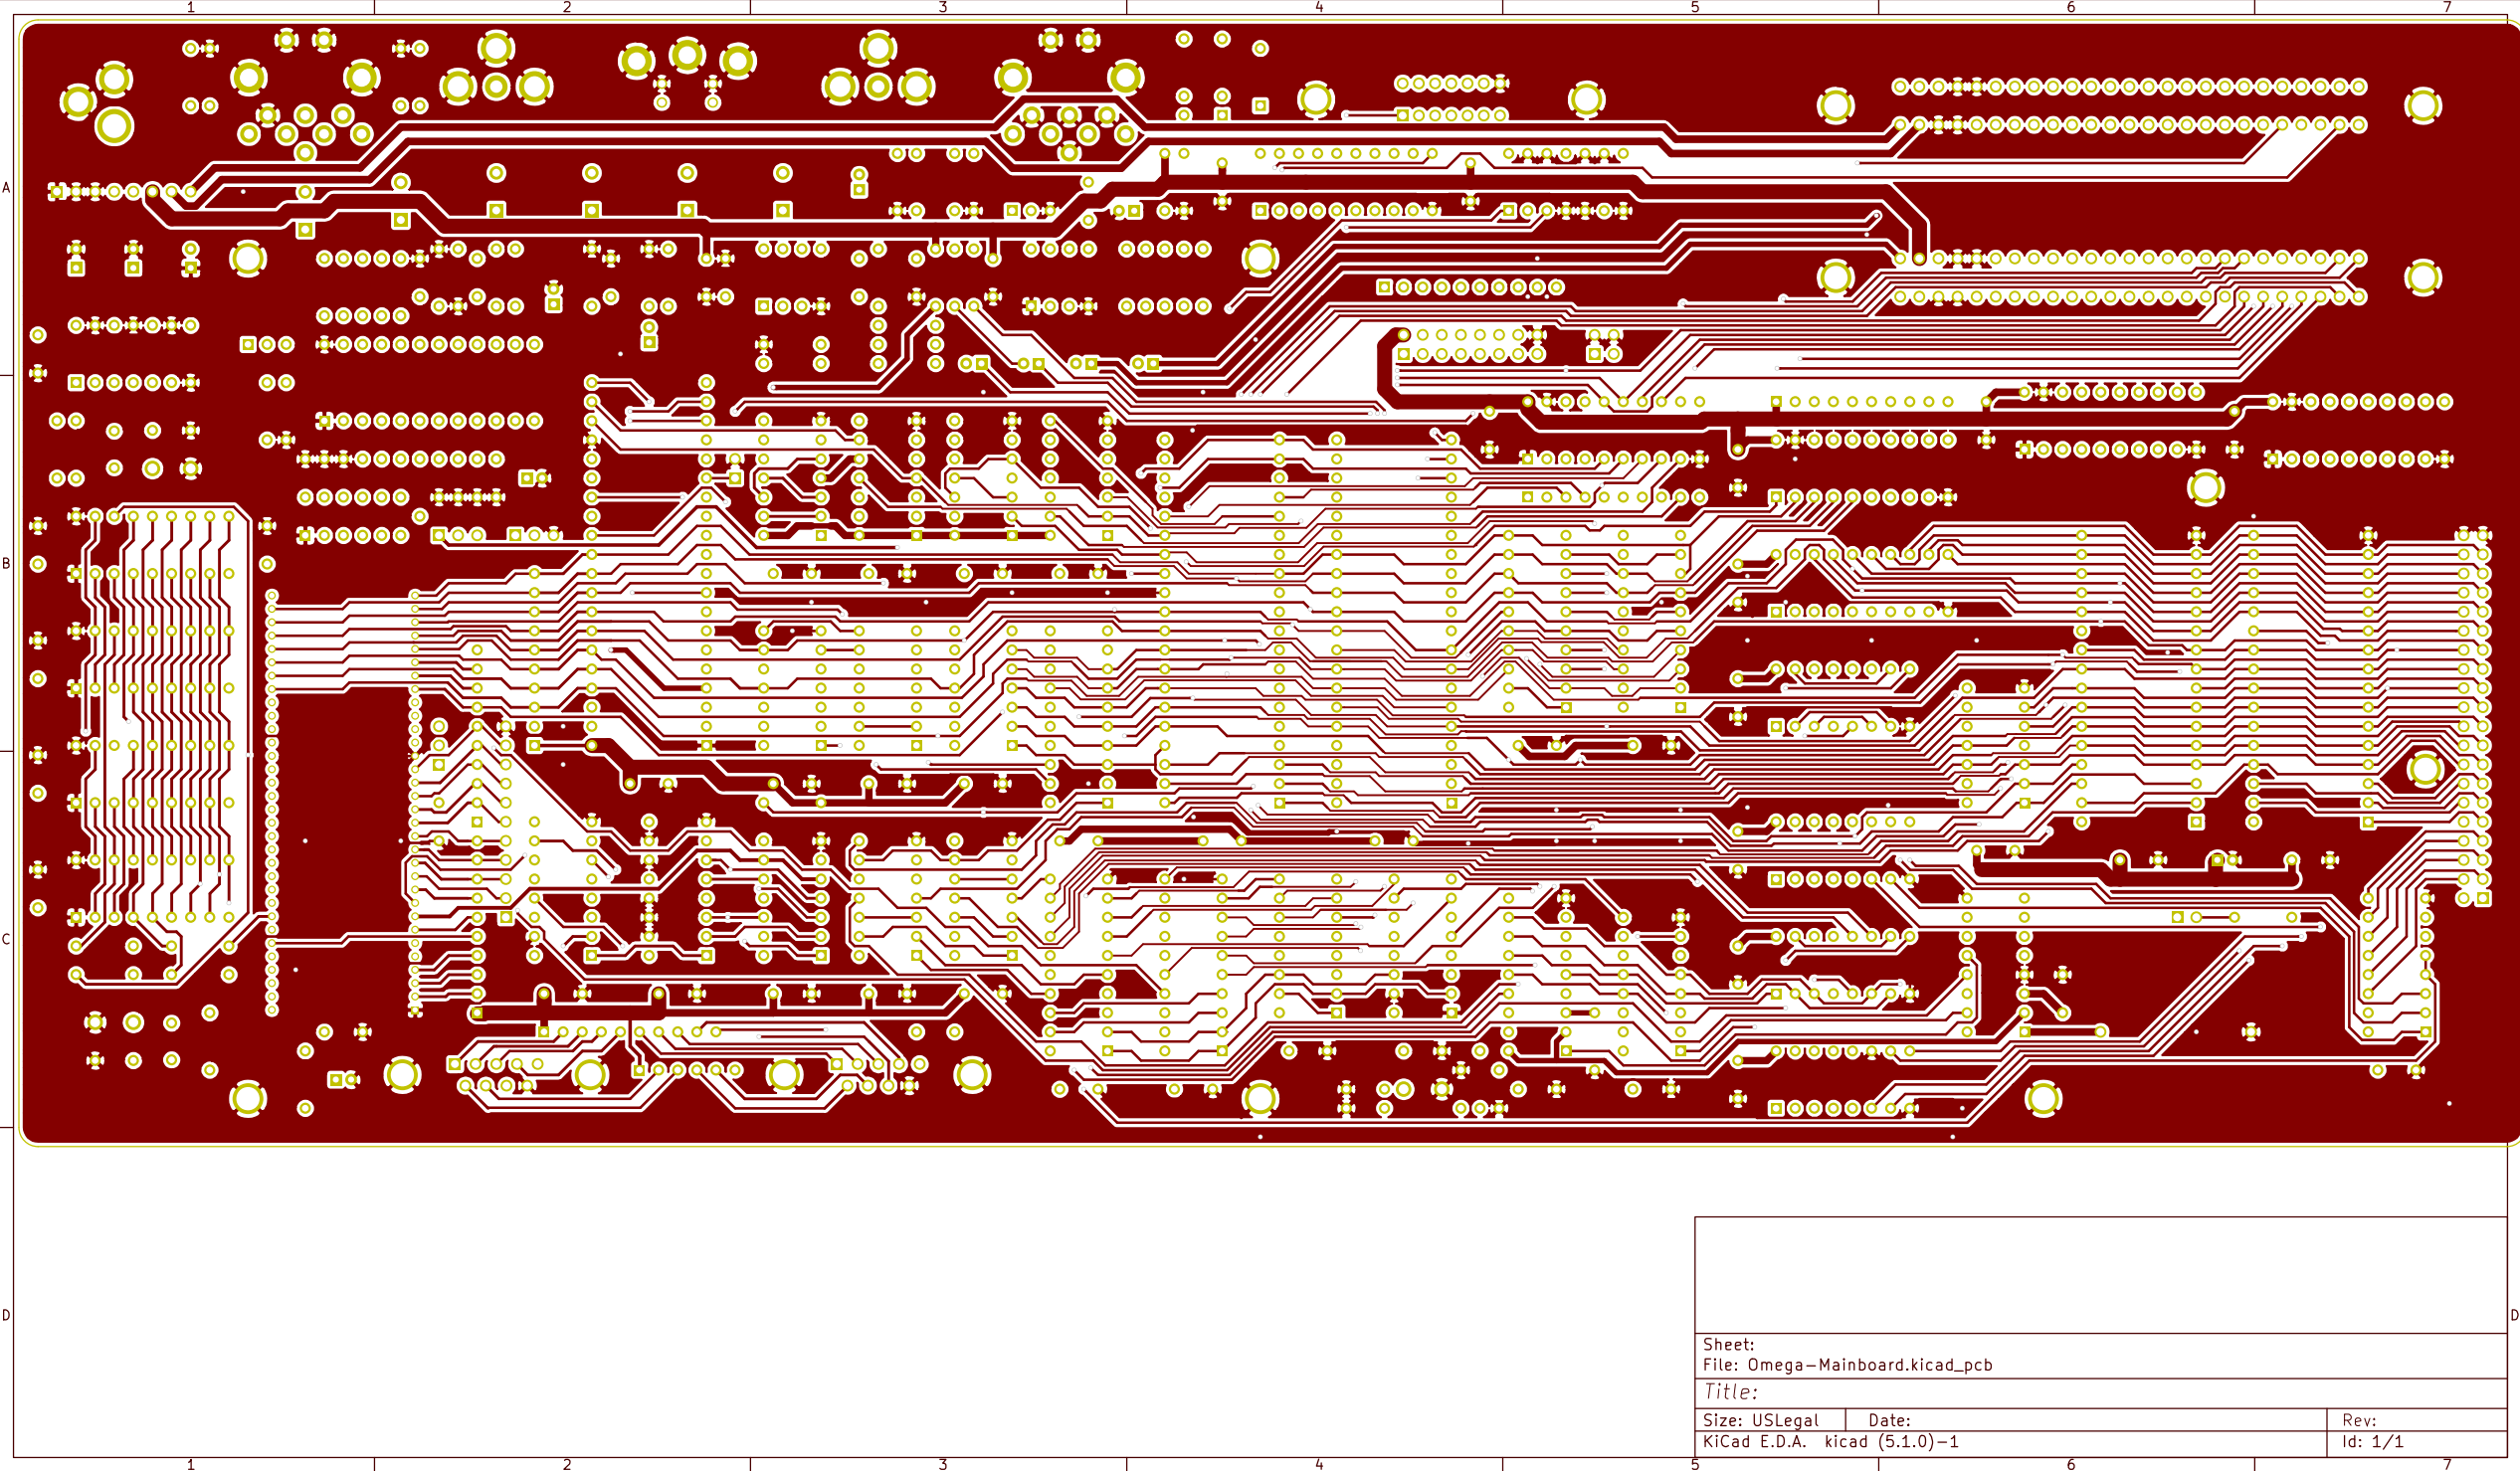 1 2 3 4 5 6 7
A
B
B
C
C
D D
Sheet:
File: Omega-Mainboard.kicad_pcb
Title:
Size: USLegal Date: Rev:
KiCad E.D.A. kicad (5.1.0)-1 Id: 1/1
1 2 3 4 5 6 7